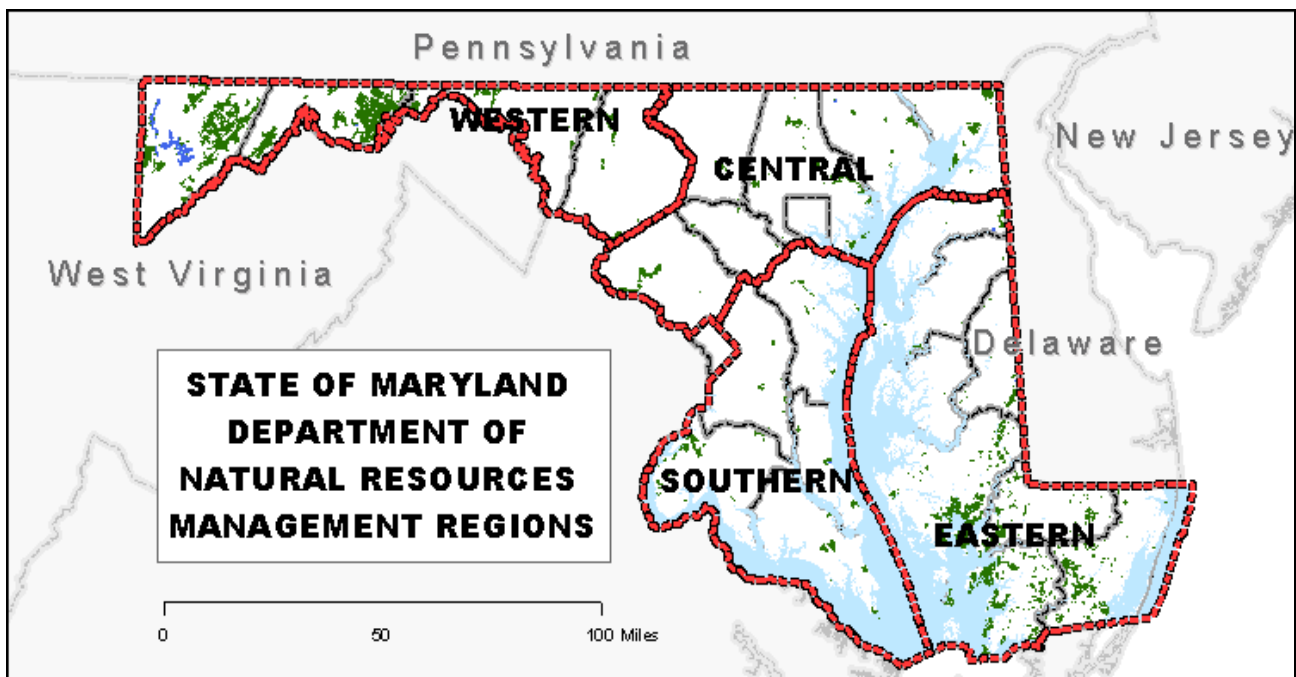 Pennsylvania
New Jersey
WESTERN
CENTRAL
West Virginia
Delaware
STATE OF MARYLAND
DEPARTMENT OF
NATURAL RESOURCES
MANAGEMENT REGIONS
SOUTHERN
EASTERN
0 50 100 Miles